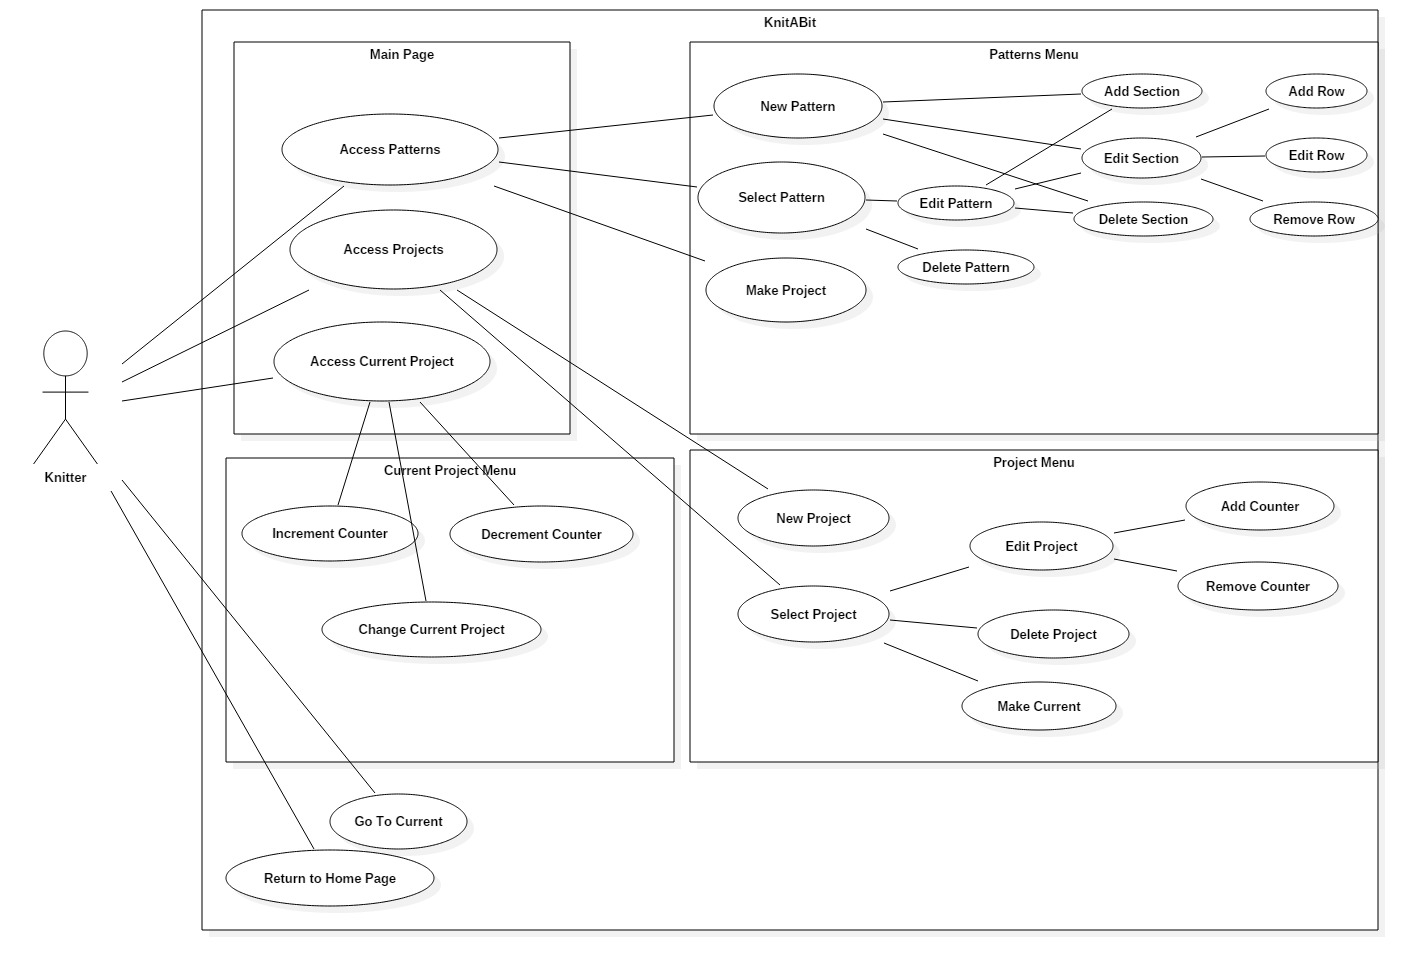 KnitABit
Main Page
Access Patterns
Access Projects
Access Current Project
Patterns Menu
New Pattern
Select Pattern
Make Project
Edit Pattern
Delete Pattern
Add Section
Edit Section
Delete Section
Add Row
Edit Row
Remove Row
Knitter
Current Project Menu
Increment Counter
Decrement Counter
Change Current Project
Project Menu
New Project
Select Project
Edit Project
Delete Project
Make Current
Add Counter
Remove Counter
Go To Current
Return to Home Page